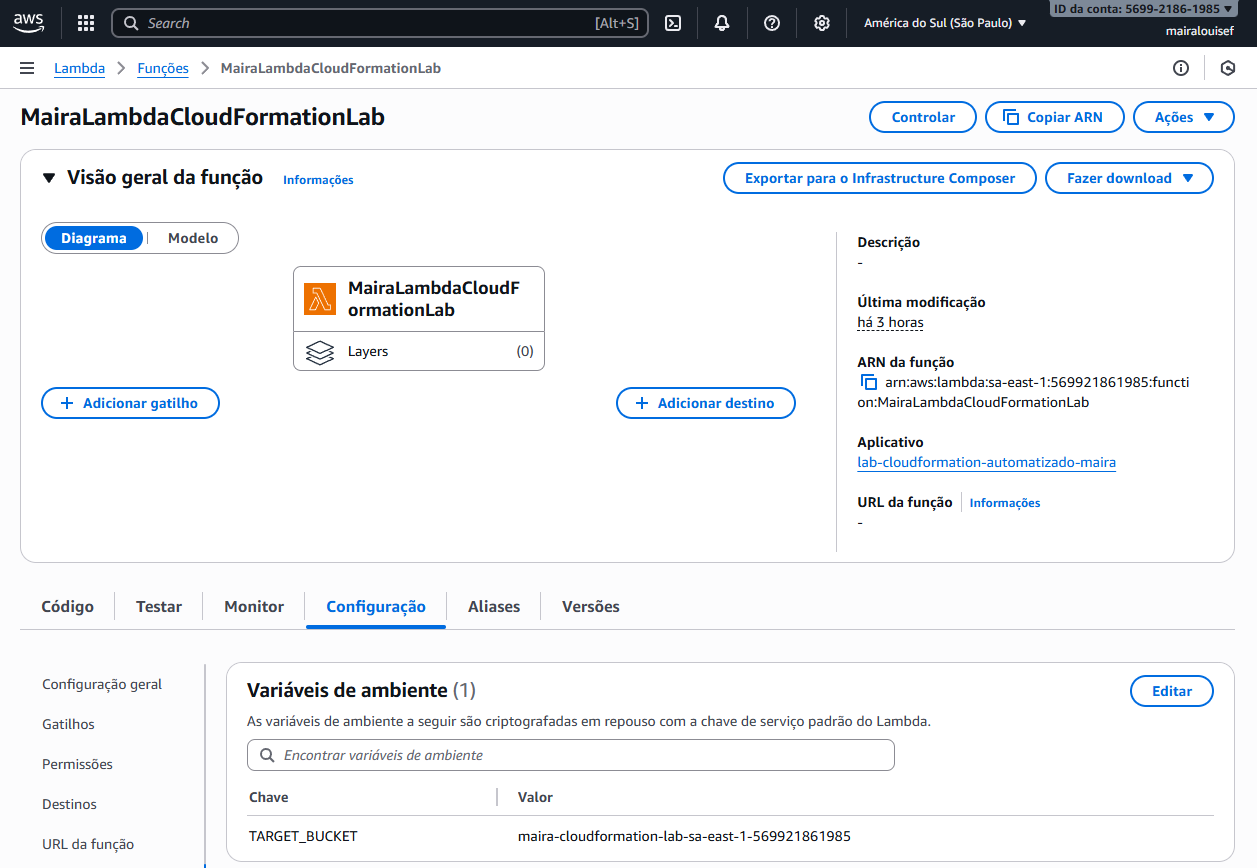 aws
Search [Alt+S]
América do Sul (São Paulo)
ID da conta: 5699-2186-1985
mairalouisef
Lambda
Funções
MairaLambdaCloudFormationLab
MairaLambdaCloudFormationLab
Controlar
Copiar ARN
Ações
Visão geral da função
Informações
Exportar para o Infrastructure Composer
Fazer download
Diagrama
Modelo
MairaLambdaCloudF
ormationLab
Layers (0)
Adicionar gatilho
Adicionar destino
Descrição
-
Última modificação
há 3 horas
ARN da função
arn:aws:lambda:sa-east-1:569921861985:functi
on:MairaLambdaCloudFormationLab
Aplicativo
lab-cloudformation-automatizado-maira
URL da função
Informações
-
Código
Testar
Monitor
Configuração
Aliases
Versões
Configuração geral
Gatilhos
Permissões
Destinos
URL da função
Variáveis de ambiente (1)
Editar
As variáveis de ambiente a seguir são criptografadas em repouso com a chave de serviço padrão do Lambda.
Encontrar variáveis de ambiente
Chave
Valor
TARGET_BUCKET
maira-cloudformation-lab-sa-east-1-569921861985